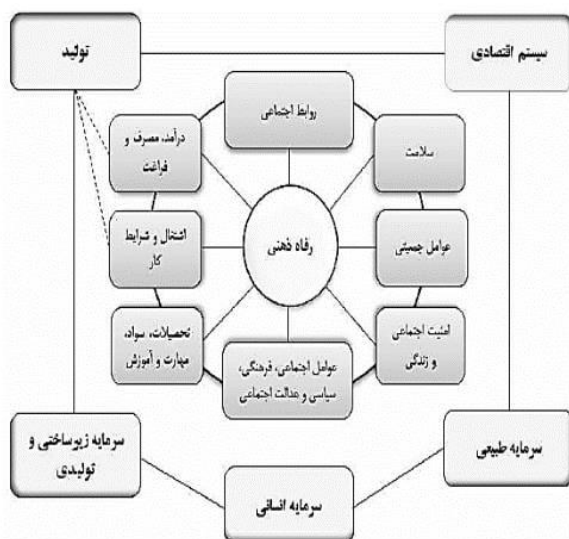 سیستم اقتصادی
تولید
روابط اجتماعی
سلامت
درآمد، مصرف و
فراغت
رفاه ذهنی
عوامل جمعیتی
اشتغال و شرایط
کار
امنیت اجتماعی
و زندگی
عوامل اجتماعی، فرهنگی،
سیاسی و عدالت اجتماعی
تحصیلات، سواد،
مهارت و آموزش
سرمایه طبیعی
سرمایه انسانی
سرمایه زیرساختی و
تولیدی